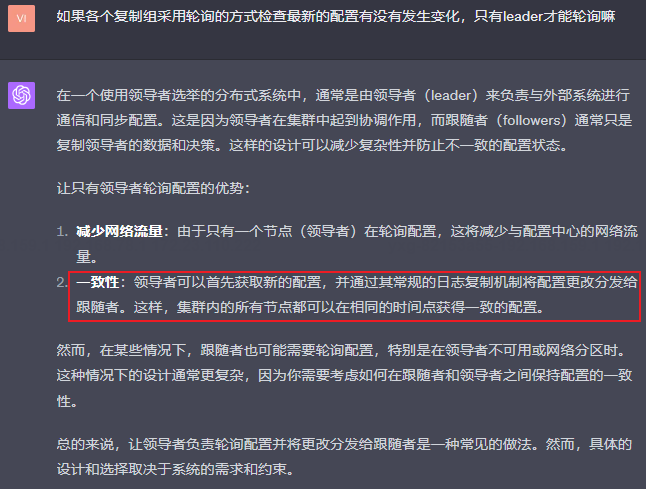 VI
如果各个复制组采用轮询的方式检查最新的配置有没有发生变化，只有leader才能轮询嘛
在一个使用领导者选举的分布式系统中，通常是由领导者（leader）来负责与外部系统进行
通信和同步配置。这是因为领导者在集群中起到协调作用，而跟随者（followers）通常只是
复制领导者的数据和决策。这样的设计可以减少复杂性并防止不一致的配置状态。
让只有领导者轮询配置的优势：
1. 减少网络流量：由于只有一个节点（领导者）在轮询配置，这将减少与配置中心的网络流
量。
2. 一致性：领导者可以首先获取新的配置，并通过其常规的日志复制机制将配置更改分发给
跟随者。这样，集群内的所有节点都可以在相同的时间点获得一致的配置。
然而，在某些情况下，跟随者也可能需要轮询配置，特别是在领导者不可用或网络分区时。
这种情况下的设计通常更复杂，因为你需要考虑如何在跟随者和领导者之间保持配置的一致
性。
总的来说，让领导者负责轮询配置并将更改分发给跟随者是一种常见的做法。然而，具体的
设计和选择取决于系统的需求和约束。